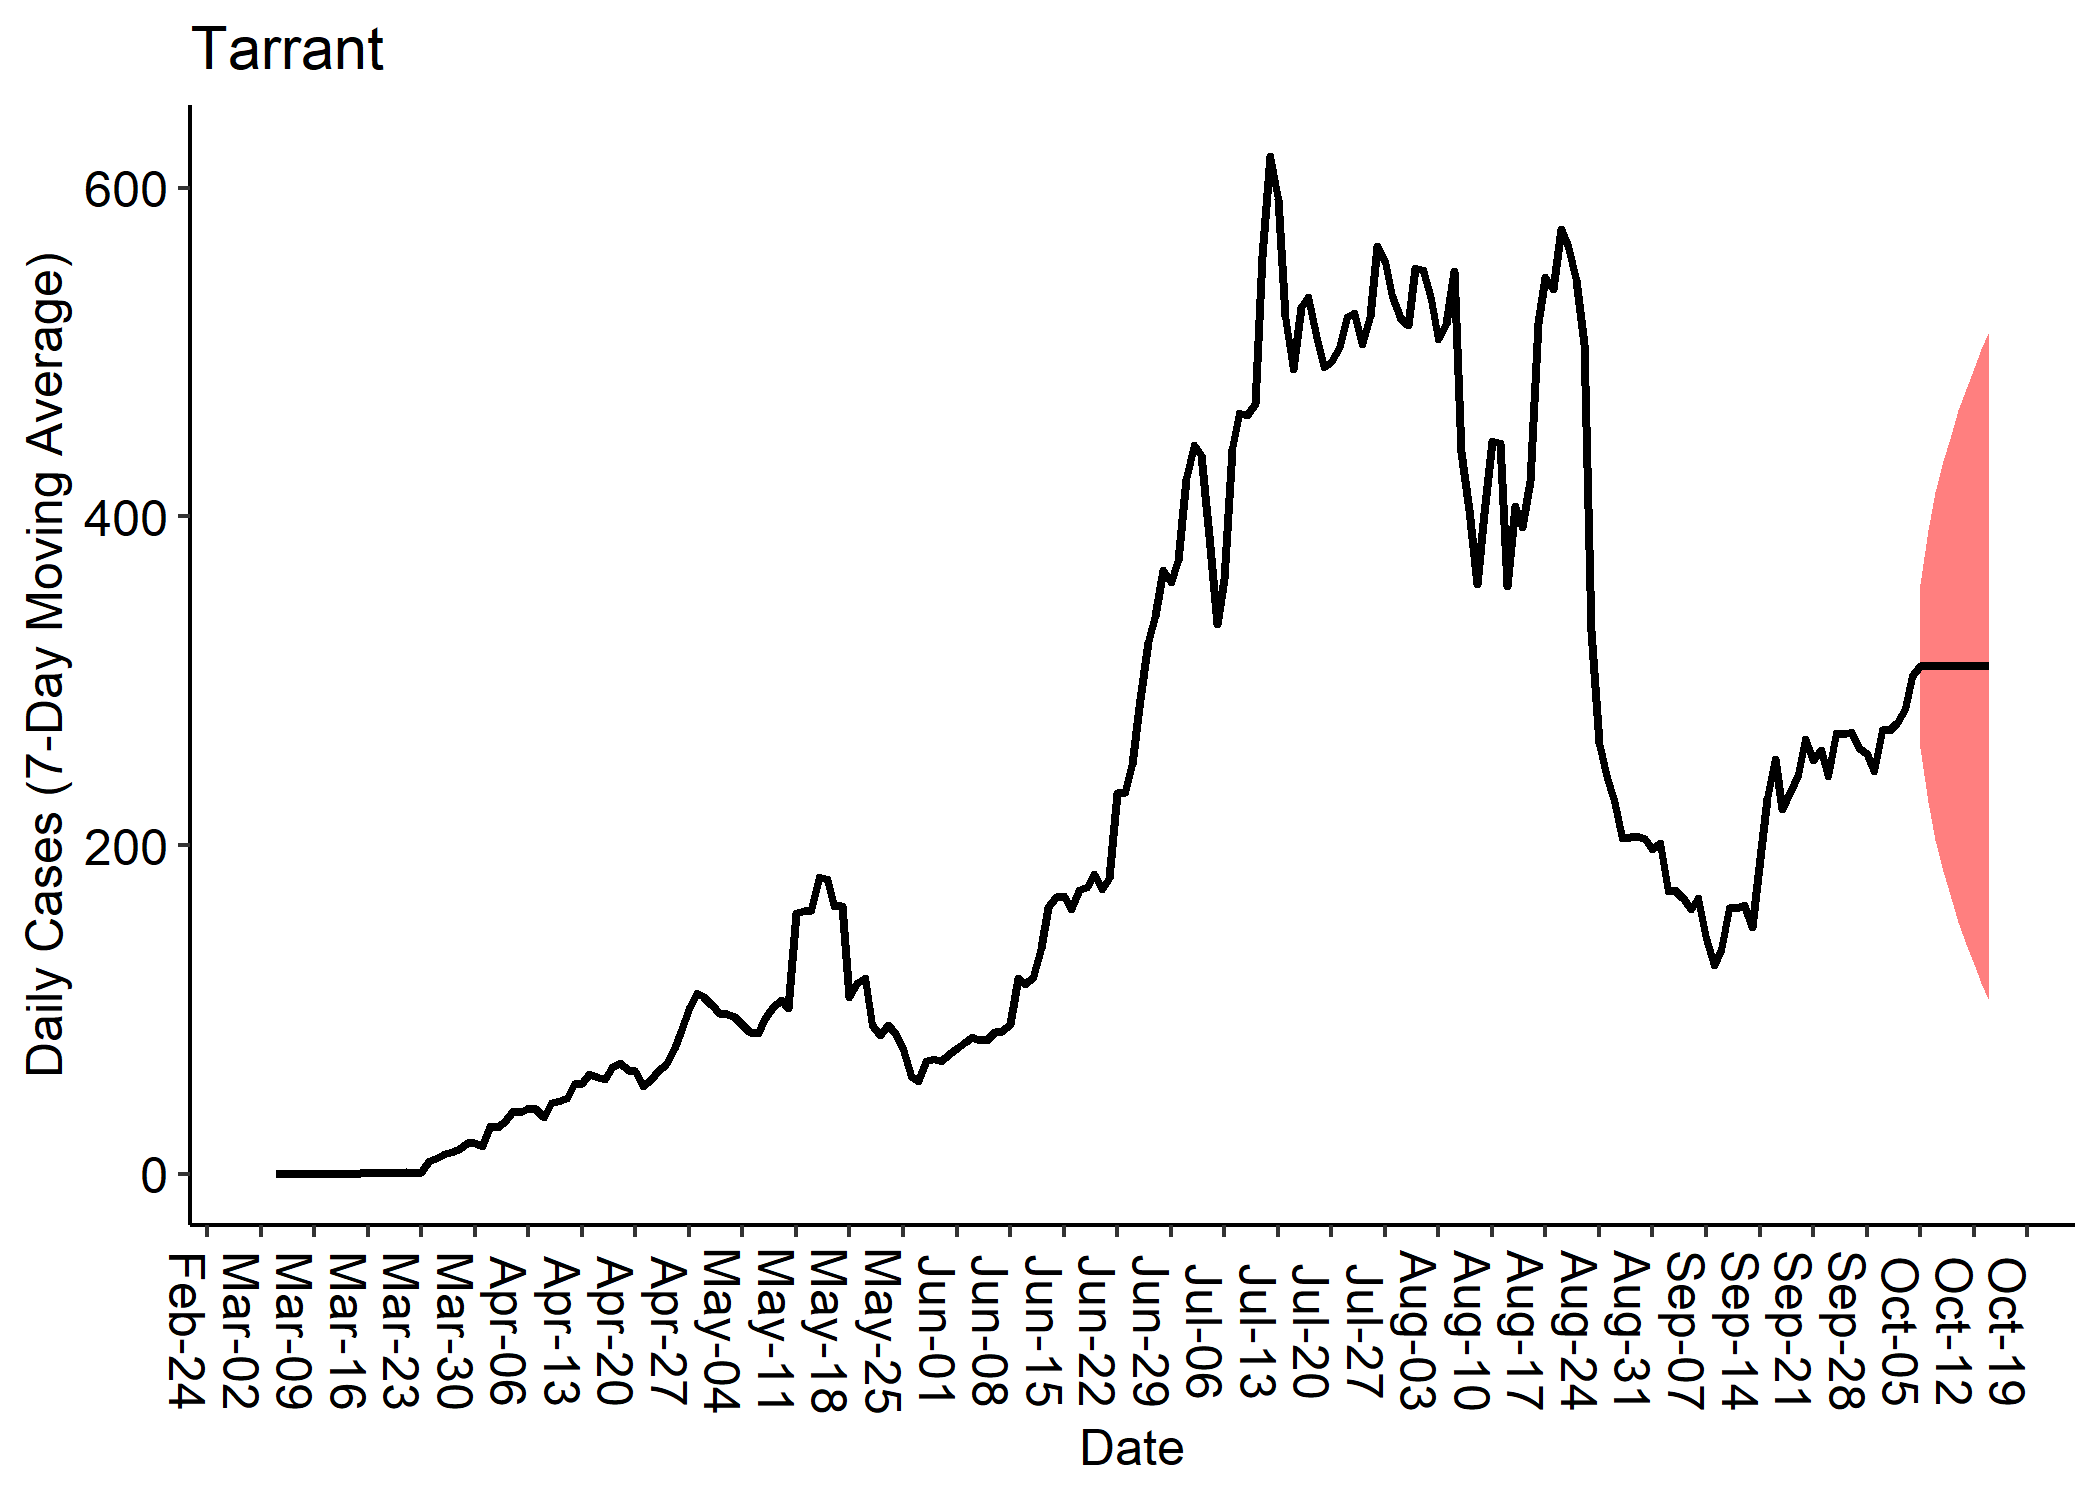 Tarrant
Daily Cases (7-Day Moving Average)
600
400
200
0
Feb-24
Mar-02
Mar-09
Mar-16
Mar-23
Mar-30
Apr-06
Apr-13
Apr-20
Apr-27
May-04
May-11
May-18
May-25
Jun-01
Jun-08
Jun-15
Jun-22
Jun-29
Jul-06
Jul-13
Jul-20
Jul-27
Aug-03
Aug-10
Aug-17
Aug-24
Aug-31
Sep-07
Sep-14
Sep-21
Sep-28
Oct-05
Oct-12
Oct-19
Date